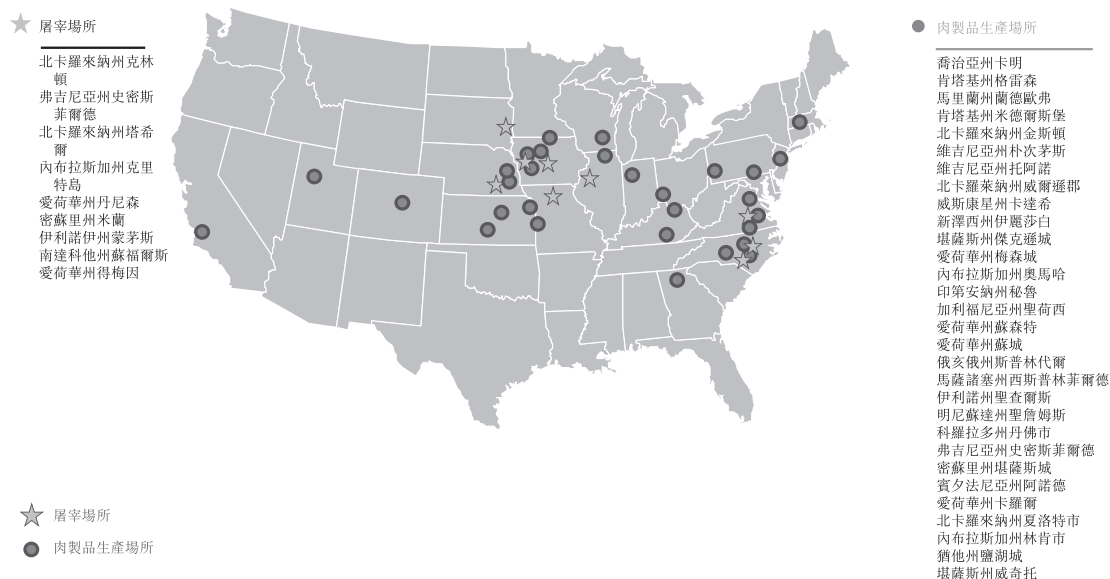 屠宰場所
北卡羅來納州克林
頓
弗吉尼亞州史密斯
菲爾德
北卡羅來納州塔希
爾
內布拉斯加州克里
特島
愛荷華州丹尼森
密蘇里州米蘭
伊利諾伊州蒙茅斯
南達科他州蘇福爾斯
愛荷華州得梅因
屠宰場所
肉製品生產場所
肉製品生產場所
喬治亞州卡明
肯塔基州格雷森
馬里蘭州蘭德歐弗
肯塔基州米德爾斯堡
北卡羅來納州金斯頓
維吉尼亞州朴次茅斯
維吉尼亞州托阿諾
北卡羅萊納州威爾遜郡
威斯康星州卡達希
新澤西州伊麗莎白
堪薩斯州傑克遜城
愛荷華州梅森城
內布拉斯加州奧馬哈
印第安納州秘魯
加利福尼亞州聖荷西
愛荷華州蘇森特
愛荷華州蘇城
俄亥俄州斯普林代爾
馬薩諸塞州西斯普林菲爾德
伊利諾州聖查爾斯
明尼蘇達州聖詹姆斯
科羅拉多州丹佛市
弗吉尼亞州史密斯菲爾德
密蘇里州堪薩斯城
賓夕法尼亞州阿諾德
愛荷華州卡羅爾
北卡羅來納州夏洛特市
內布拉斯加州林肯市
猶他州鹽湖城
堪薩斯州威奇托